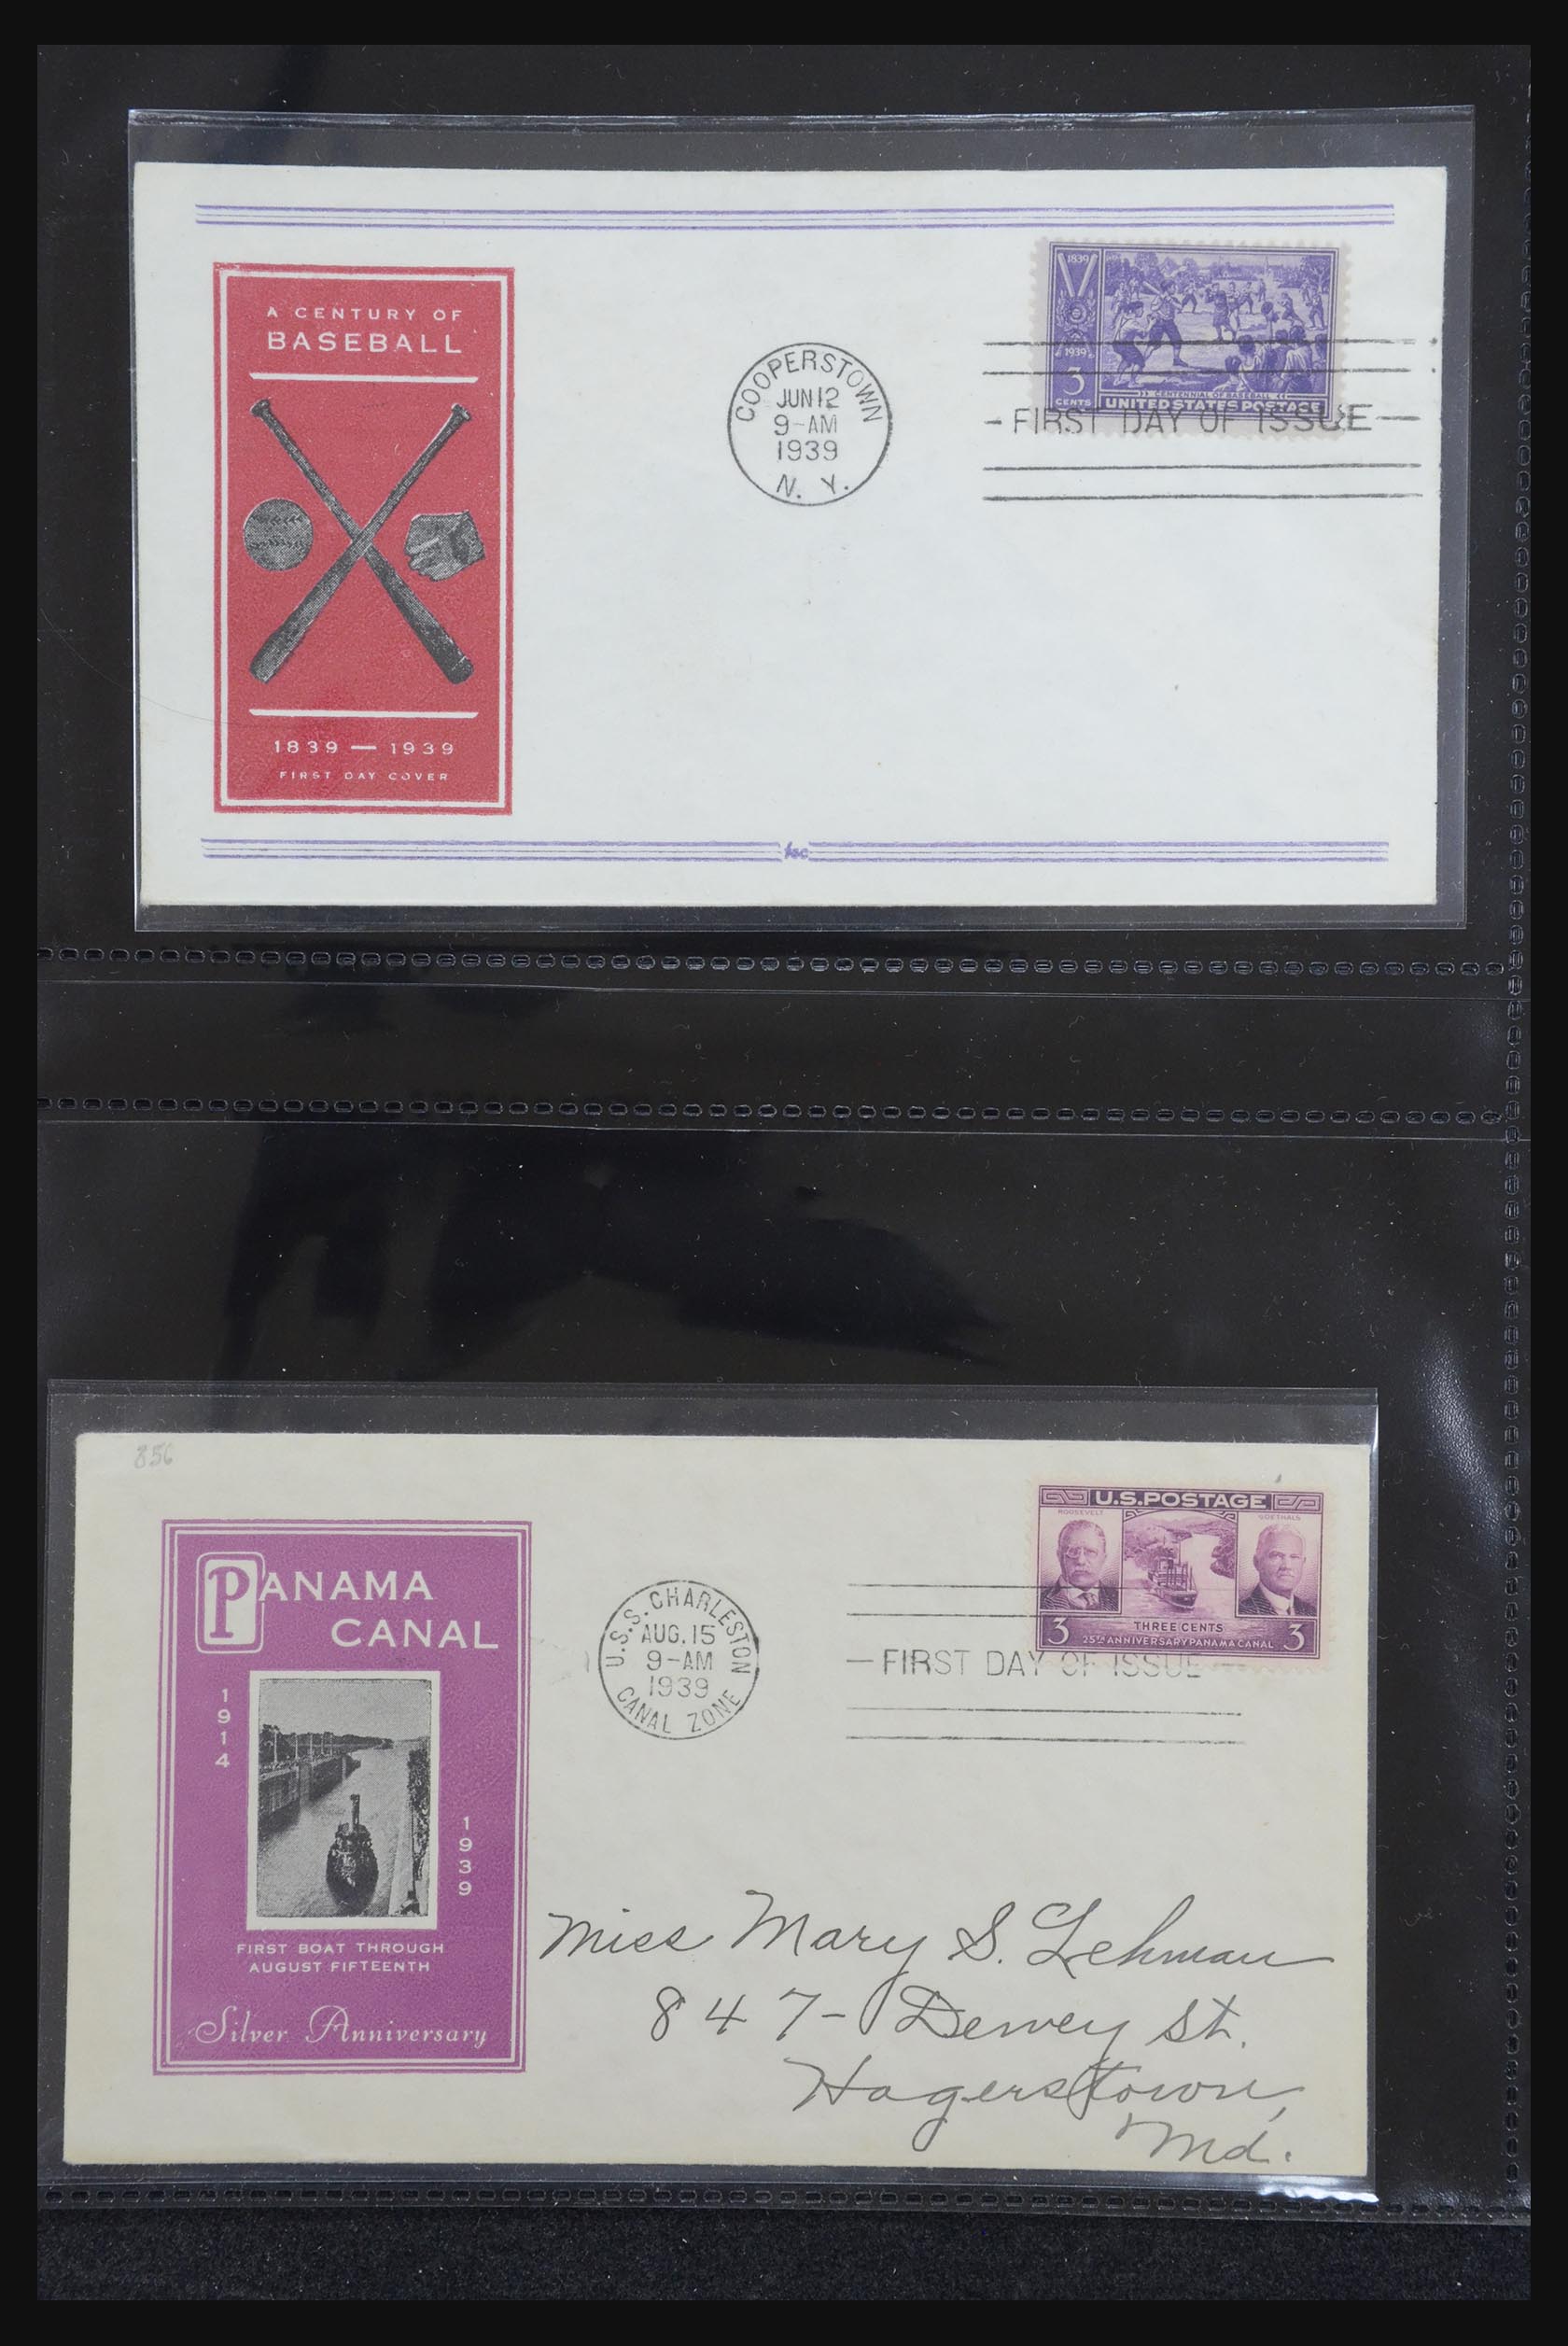 A CENTURY OF
BASEBALL
1839 — 1939
FIRST DAY COVER
COOPERSTOWN
JUN 12
9-AM
1939
N. Y.
1839
1939
3
CENTS
CENTENNIAL OF BASEBALL
UNITED STATES POSTAGE
FIRST DAY OF ISSUE
fdc
856
PANAMA
CANAL
1914
1939
FIRST BOAT THROUGH
AUGUST FIFTEENTH
Silver Anniversary
U.S.S. CHARLESTON
AUG. 15
9-AM
1939
CANAL ZONE
U.S. POSTAGE
ROOSEVELT
GOETHALS
3 THREE CENTS 3
25TH ANNIVERSARY PANAMA CANAL
FIRST DAY OF ISSUE
Miss Mary S. Lehman
847- Dewey St.
Hagerstown,
Md.